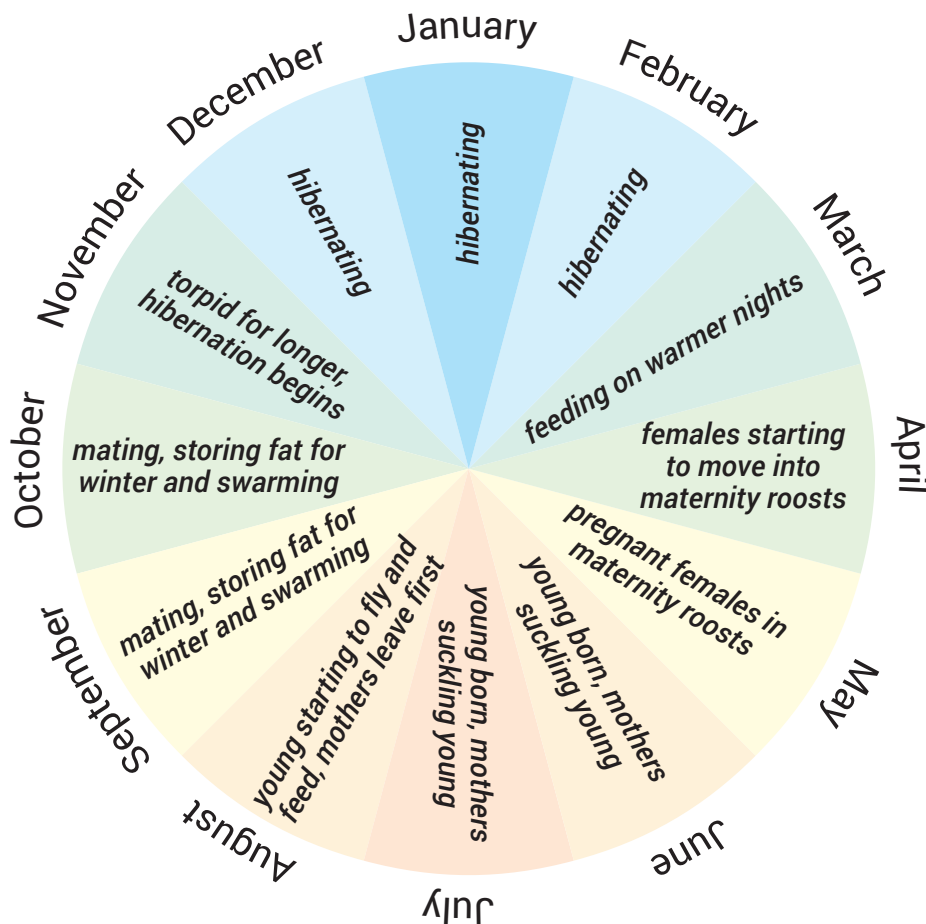 January
hibernating
February
hibernating
March
feeding on warmer nights
April
females starting
to move into
maternity roosts
May
pregnant females in
maternity roosts
June
young born, mothers
suckling young
July
young born, mothers
suckling young
August
young starting to fly and
feed, mothers leave first
September
mating, storing fat for
winter and swarming
October
mating, storing fat for
winter and swarming
November
torpid for longer,
hibernation begins
December
hibernating